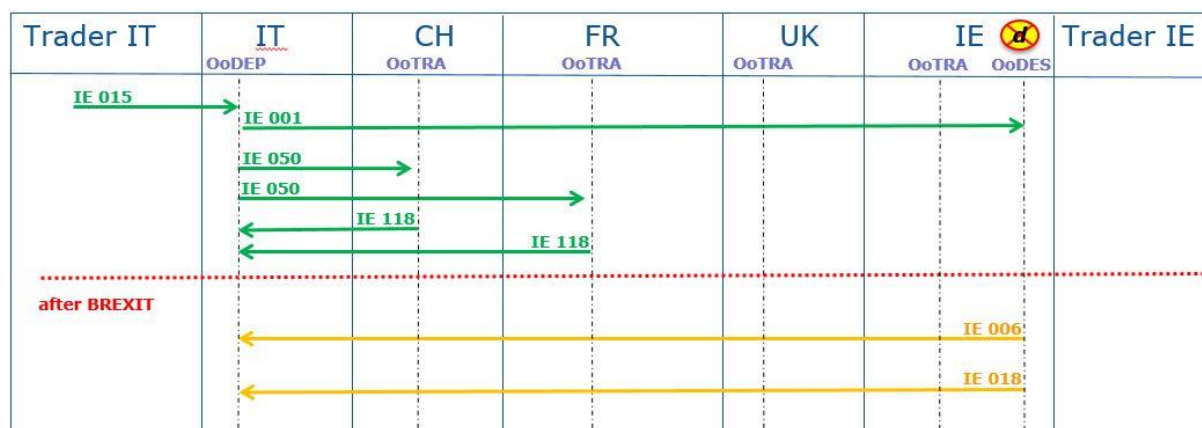 Trader IT IT CH FR UK IE d Trader IE
OoDEP OoTRA OoTRA OoTRA OoTRA OoDES
IE 015
IE 001
IE 050
IE 050
IE 118
IE 118
after BREXIT
IE 006
IE 018